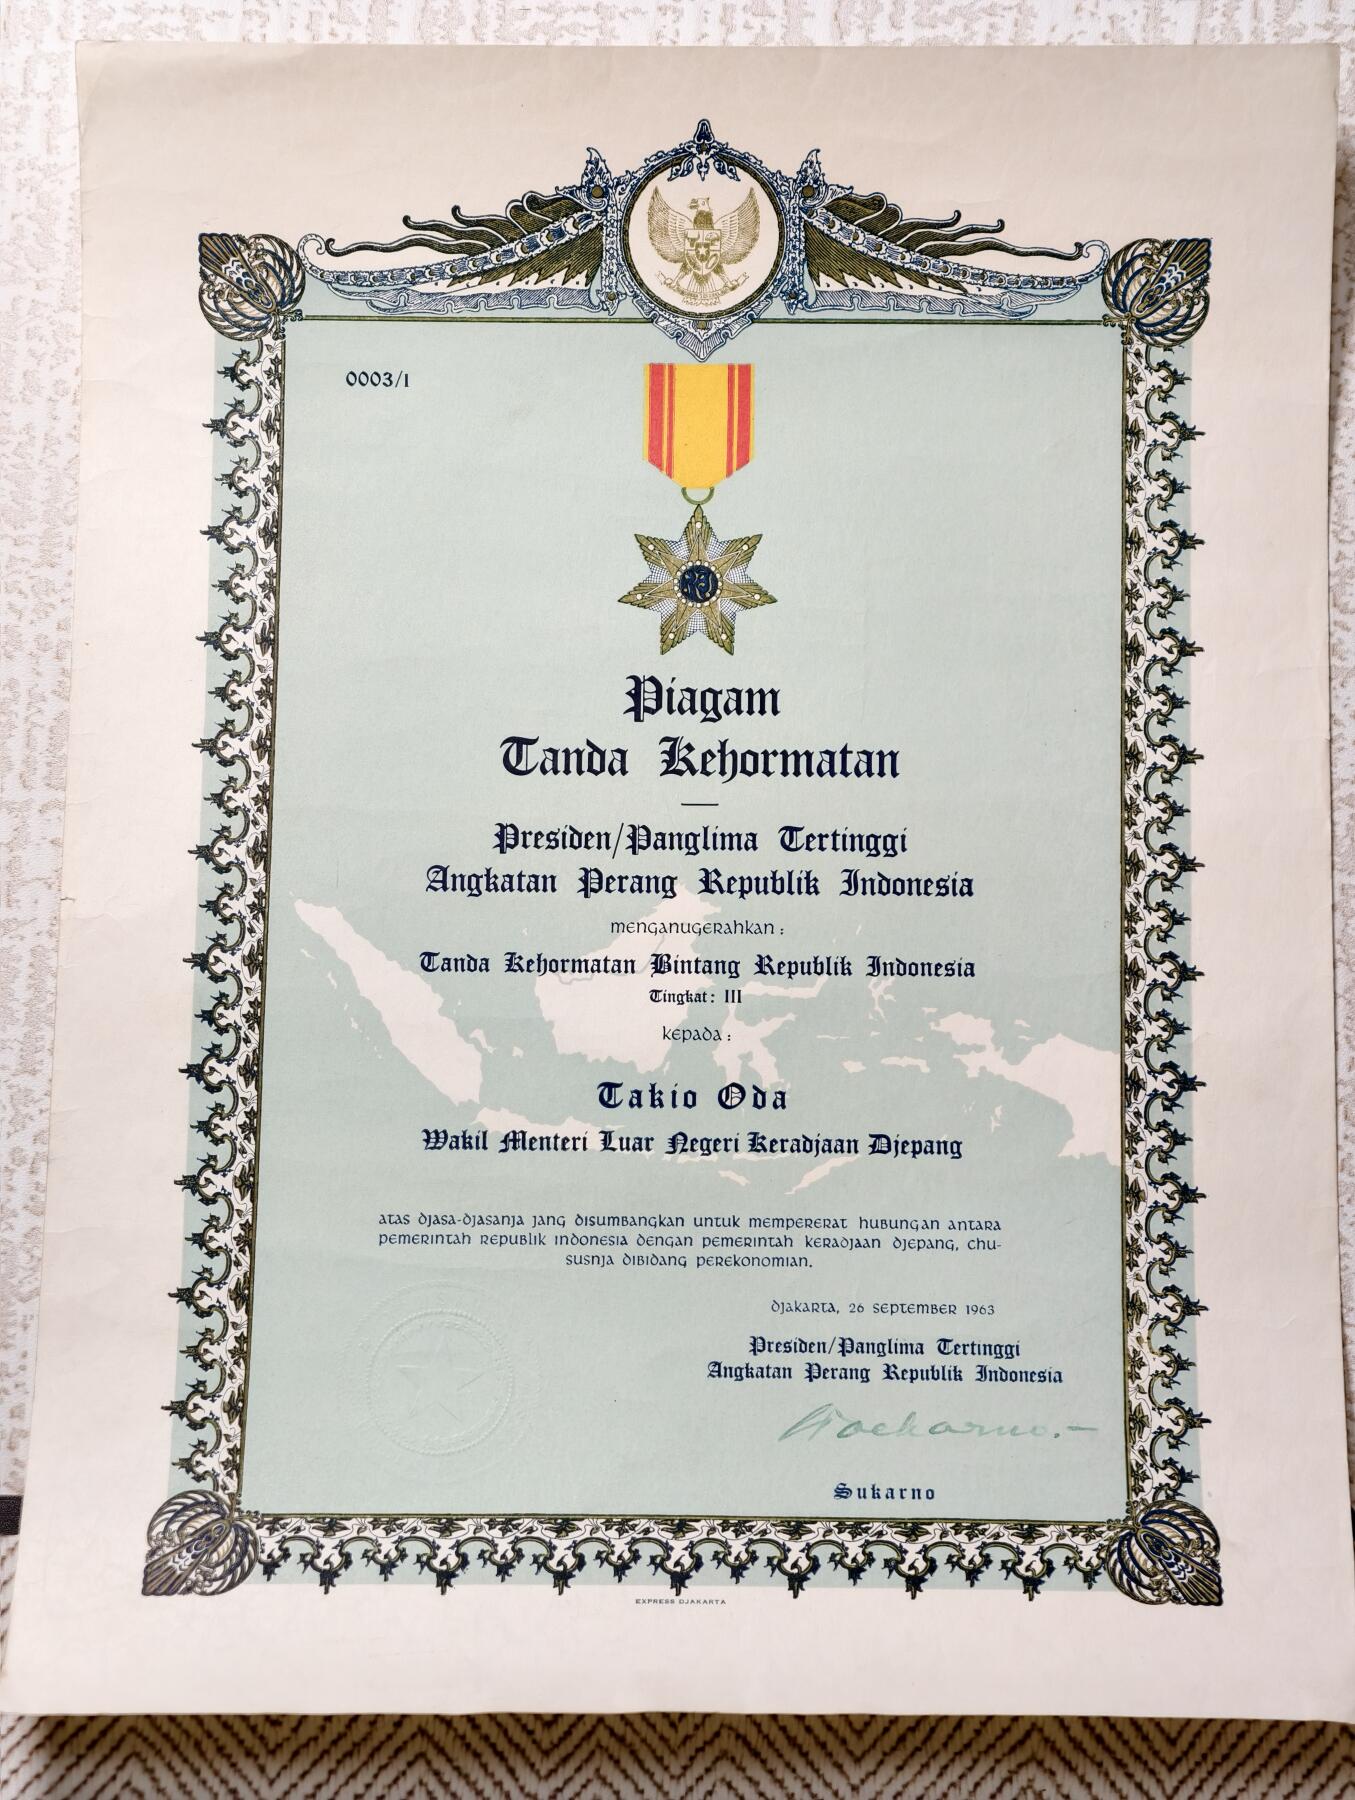 0003/1
Piagam
Tanda Kehormatan
Presiden/Panglima Tertinggi
Angkatan Perang Republik Indonesia
menganugerahkan :
Tanda Kehormatan Bintang Republik Indonesia
Tingkat : III
kepada :
Takio Oda
Wakil Menteri Luar Negeri Keradjaan Djepang
atas djasa-djasanja jang disumbangkan untuk mempererat hubungan antara
pemerintah republik indonesia dengan pemerintah keradjaan djepang, chu-
susnja dibidang perekonomian.
djakarta, 26 september 1963
Presiden/Panglima Tertinggi
Angkatan Perang Republik Indonesia
Soekarno.-
Sukarno
EXPRESS DJAKARTA